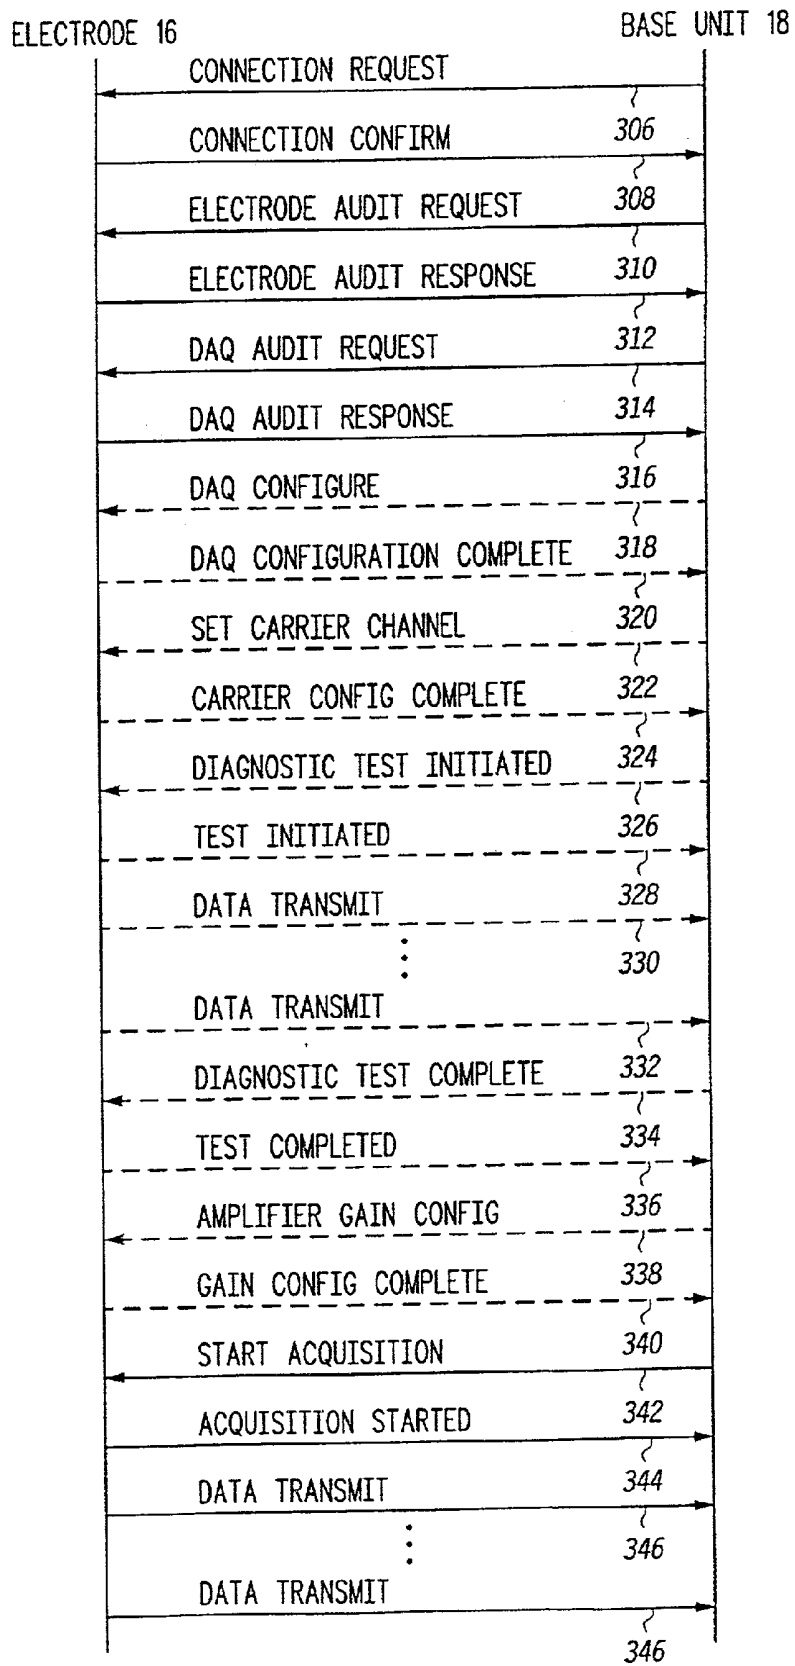 ELECTRODE 16
BASE UNIT 18
CONNECTION REQUEST
306
CONNECTION CONFIRM
308
ELECTRODE AUDIT REQUEST
310
ELECTRODE AUDIT RESPONSE
312
DAQ AUDIT REQUEST
314
DAQ AUDIT RESPONSE
316
DAQ CONFIGURE
318
DAQ CONFIGURATION COMPLETE
320
SET CARRIER CHANNEL
322
CARRIER CONFIG COMPLETE
324
DIAGNOSTIC TEST INITIATED
326
TEST INITIATED
328
DATA TRANSMIT
330
DATA TRANSMIT
332
DIAGNOSTIC TEST COMPLETE
334
TEST COMPLETED
336
AMPLIFIER GAIN CONFIG
338
GAIN CONFIG COMPLETE
340
START ACQUISITION
342
ACQUISITION STARTED
344
DATA TRANSMIT
346
DATA TRANSMIT
346